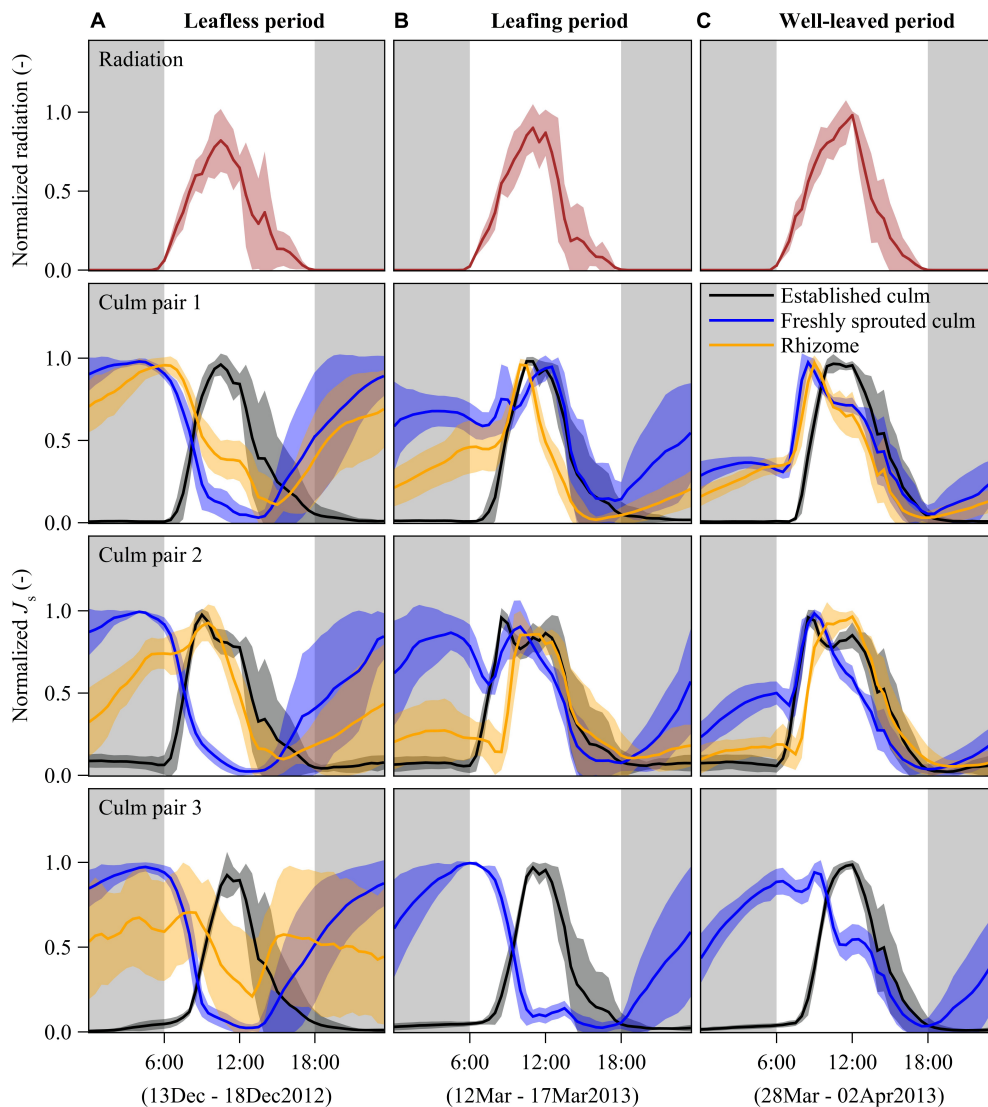 A Leafless period
B Leafing period
C Well-leaved period
Normalized radiation (-)
Radiation
1.0
0.5
0.0
Culm pair 1
Established culm
Freshly sprouted culm
Rhizome
1.0
0.5
0.0
Normalized Js (-)
Culm pair 2
1.0
0.5
0.0
Culm pair 3
1.0
0.5
0.0
6:00 12:00 18:00 6:00 12:00 18:00 6:00 12:00 18:00
(13Dec - 18Dec2012) (12Mar - 17Mar2013) (28Mar - 02Apr2013)